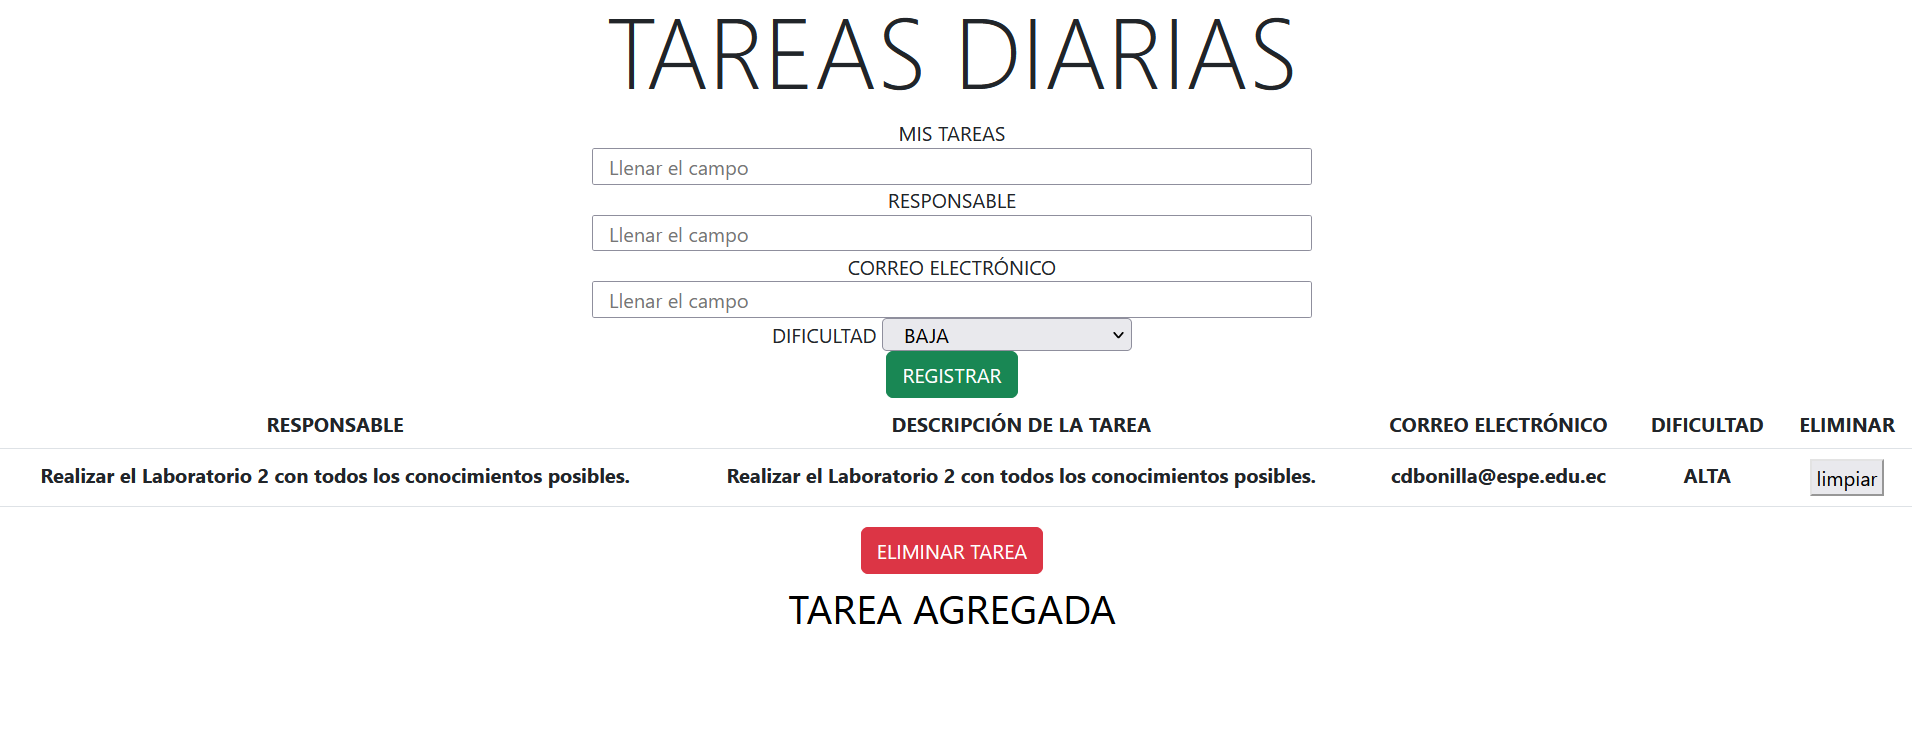 TAREAS DIARIAS
MIS TAREAS
Llenar el campo
RESPONSABLE
Llenar el campo
CORREO ELECTRÓNICO
Llenar el campo
DIFICULTAD BAJA
REGISTRAR
RESPONSABLE DESCRIPCIÓN DE LA TAREA CORREO ELECTRÓNICO DIFICULTAD ELIMINAR
Realizar el Laboratorio 2 con todos los conocimientos posibles. Realizar el Laboratorio 2 con todos los conocimientos posibles. cdbonilla@espe.edu.ec ALTA limpiar
ELIMINAR TAREA
TAREA AGREGADA